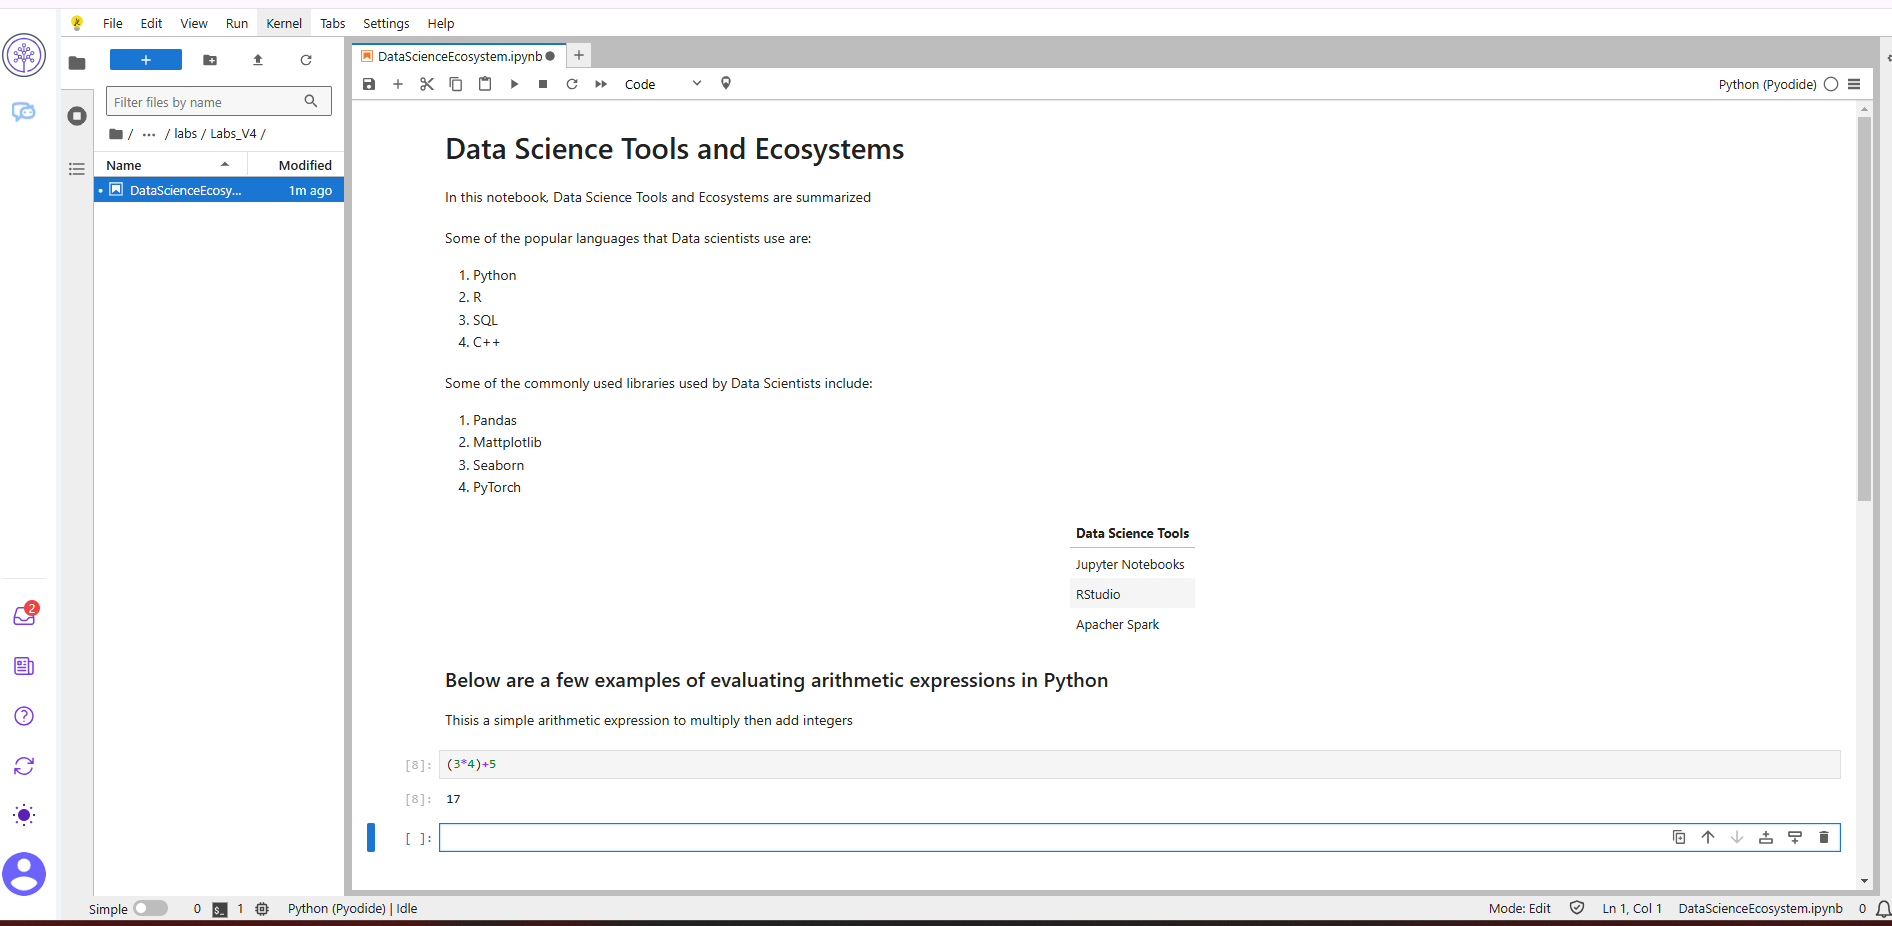 File Edit View Run Kernel Tabs Settings Help
+
Filter files by name
/ ... / labs / Labs_V4 /
Name Modified
DataScienceEcosy... 1m ago
DataScienceEcosystem.ipynb
Code
Python (Pyodide)
Data Science Tools and Ecosystems
In this notebook, Data Science Tools and Ecosystems are summarized
Some of the popular languages that Data scientists use are:
1. Python
2. R
3. SQL
4. C++
Some of the commonly used libraries used by Data Scientists include:
1. Pandas
2. Mattplotlib
3. Seaborn
4. PyTorch
Data Science Tools
Jupyter Notebooks
RStudio
Apacher Spark
Below are a few examples of evaluating arithmetic expressions in Python
Thisis a simple arithmetic expression to multiply then add integers
[8]: (3*4)+5
[8]: 17
[ ]:
2
Simple 0 $_ 1 Python (Pyodide) | Idle Mode: Edit Ln 1, Col 1 DataScienceEcosystem.ipynb 0